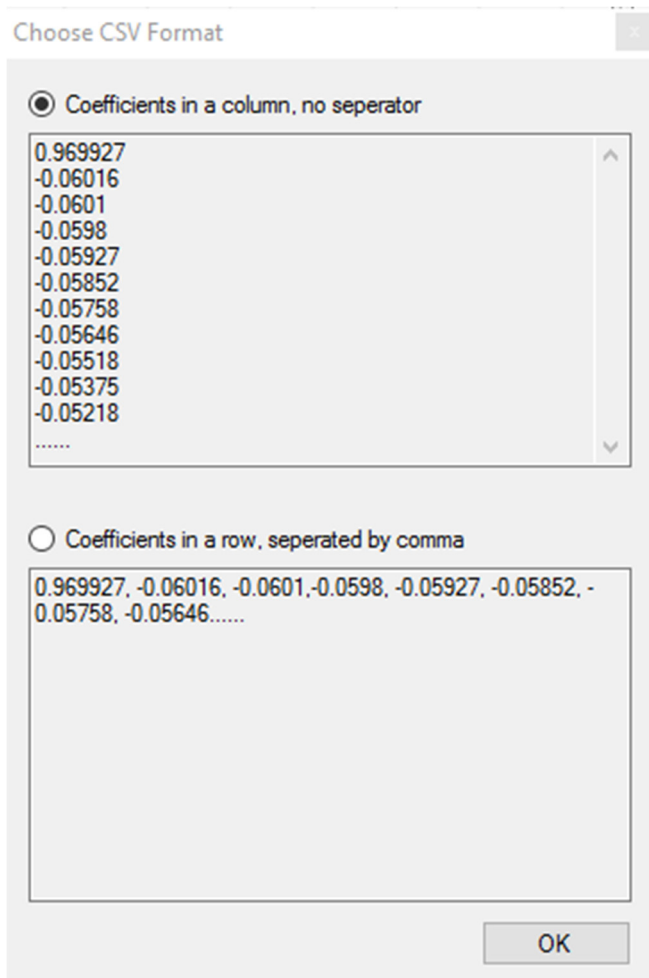 Choose CSV Format
x
Coefficients in a column, no seperator
0.969927
-0.06016
-0.0601
-0.0598
-0.05927
-0.05852
-0.05758
-0.05646
-0.05518
-0.05375
-0.05218
......
Coefficients in a row, seperated by comma
0.969927, -0.06016, -0.0601,-0.0598, -0.05927, -0.05852, -
0.05758, -0.05646......
OK